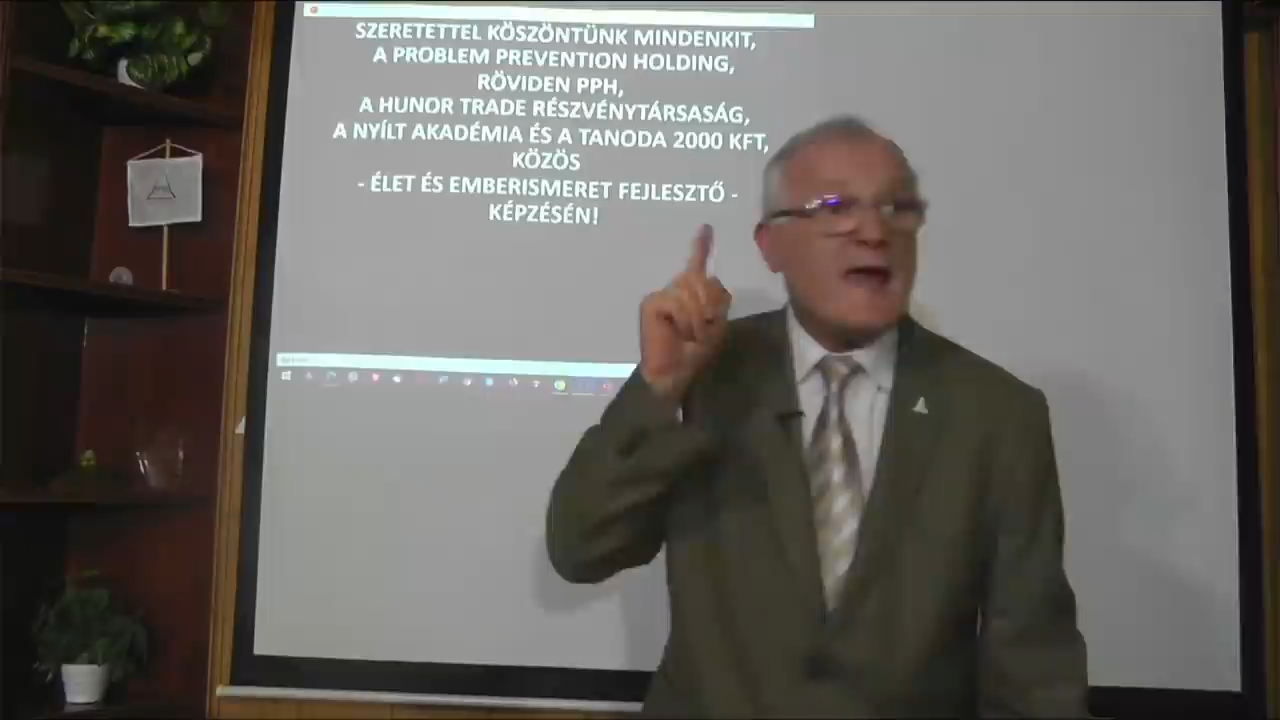 SZERETETTEL KÖSZÖNTÜNK MINDENKIT,
A PROBLEM PREVENTION HOLDING,
RÖVIDEN PPH,
A HUNOR TRADE RÉSZVÉNYTÁRSASÁG,
A NYÍLT AKADÉMIA ÉS A TANODA 2000 KFT,
KÖZÖS
- ÉLET ÉS EMBERISMERET FEJLESZTŐ -
KÉPZÉSÉN!